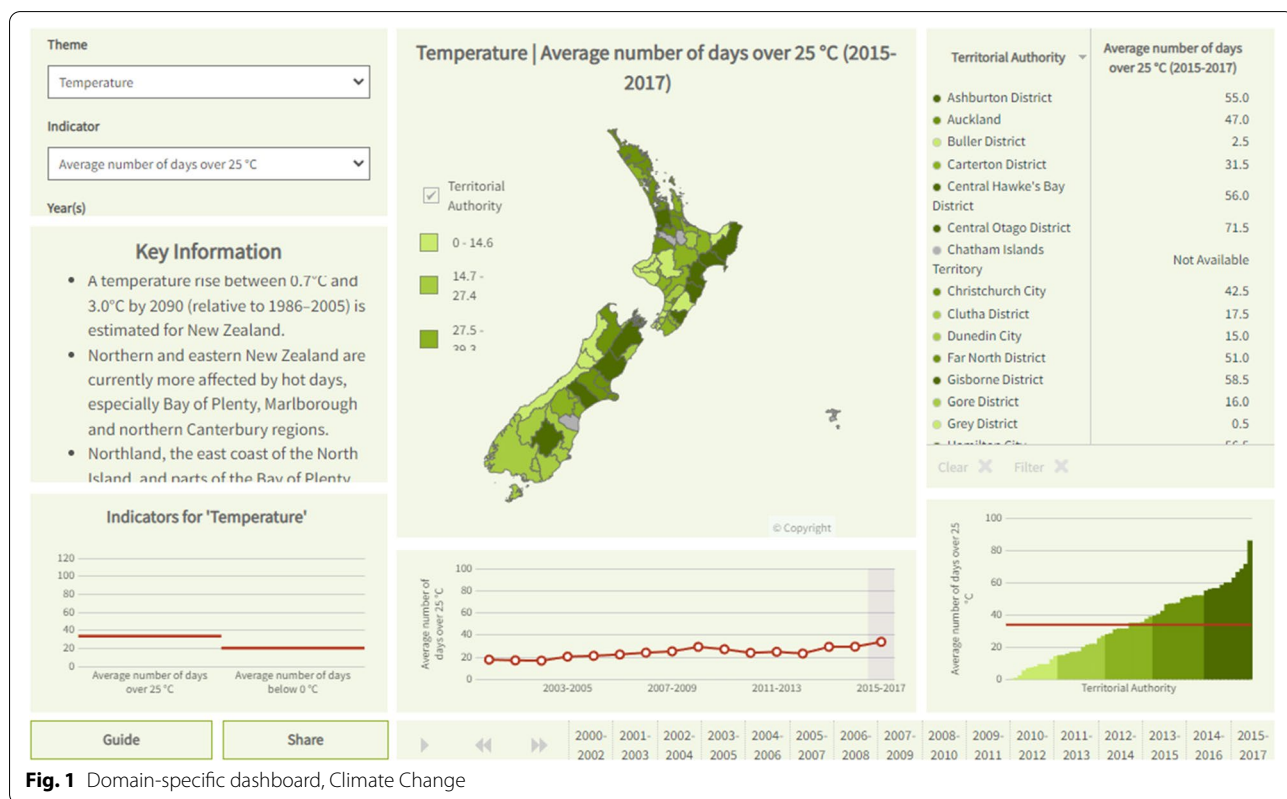 Theme
Temperature
Indicator
Average number of days over 25 °C
Year(s)
Key Information
• A temperature rise between 0.7°C and
3.0°C by 2090 (relative to 1986–2005) is
estimated for New Zealand.
• Northern and eastern New Zealand are
currently more affected by hot days,
especially Bay of Plenty, Marlborough
and northern Canterbury regions.
• Northland, the east coast of the North
Island, and parts of the Bay of Plenty
Indicators for 'Temperature'
120
100
80
60
40
20
0
Average number of days
over 25 °C
Average number of days
below 0 °C
Guide
Share
Temperature | Average number of days over 25 °C (2015-
2017)
Territorial
Authority
0 - 14.6
14.7 -
27.4
27.5 -
39.3
© Copyright
Average number of
days over 25 °C
100
80
60
40
20
0
2003-2005
2007-2009
2011-2013
2015-2017
2000-
2002
2001-
2003
2002-
2004
2003-
2005
2004-
2006
2005-
2007
2006-
2008
2007-
2009
2008-
2010
2009-
2011
2010-
2012
2011-
2013
2012-
2014
2013-
2015
2014-
2016
2015-
2017
Territorial Authority
Average number of days
over 25 °C (2015-2017)
Ashburton District 55.0
Auckland 47.0
Buller District 2.5
Carterton District 31.5
Central Hawke's Bay
District 56.0
Central Otago District 71.5
Chatham Islands
Territory Not Available
Christchurch City 42.5
Clutha District 17.5
Dunedin City 15.0
Far North District 51.0
Gisborne District 58.5
Gore District 16.0
Grey District 0.5
Hamilton City 56.5
Clear
Filter
Average number of days over 25
°C
100
80
60
40
20
0
Territorial Authority
Fig. 1 Domain-specific dashboard, Climate Change